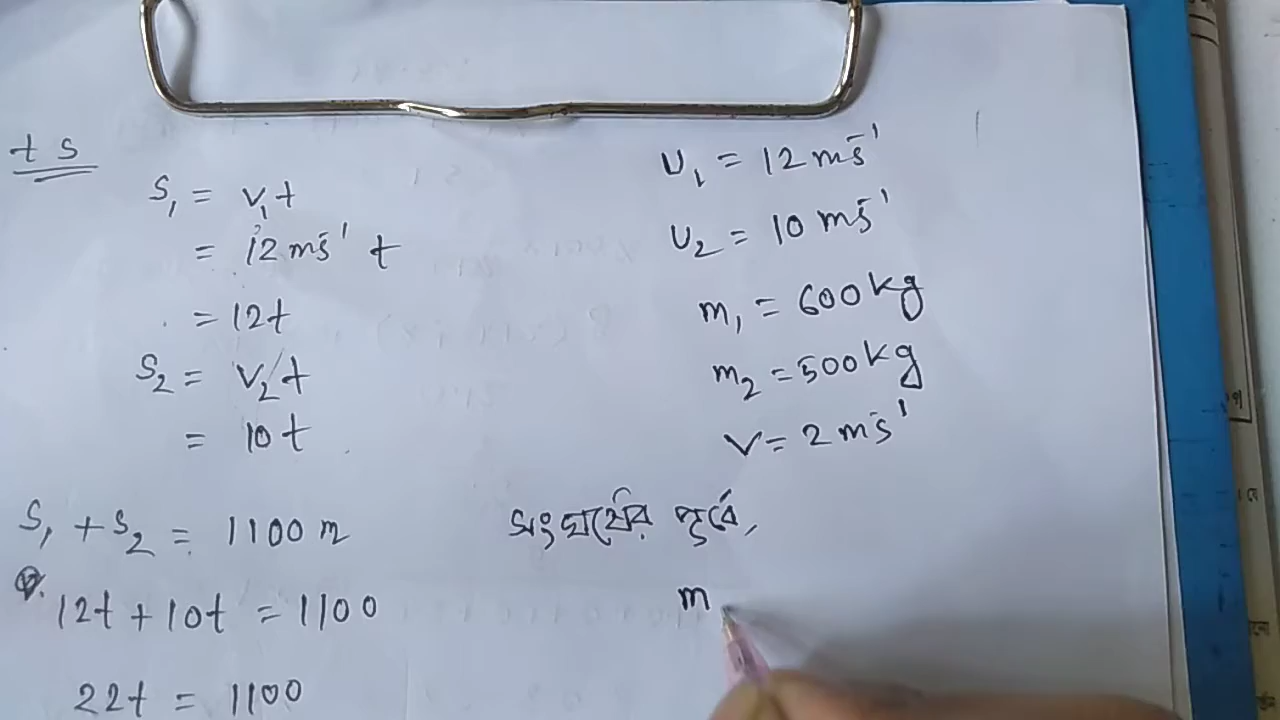 t s
S₁ = v₁t
= 12 ms⁻¹ t
= 12t
S₂ = v₂t
= 10t
S₁ + S₂ = 1100 m
12t + 10t = 1100
22t = 1100
u₁ = 12 ms⁻¹
u₂ = 10 ms⁻¹
m₁ = 600 kg
m₂ = 500 kg
v = 2 ms⁻¹
সংঘর্ষের পূর্বে,
m